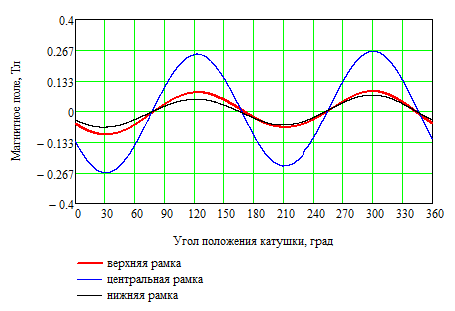 0.4
0.267
0.133
0
− 0.133
− 0.267
− 0.4
Магнитное поле, Тл
0 30 60 90 120 150 180 210 240 270 300 330 360
Угол положения катушки, град
верхняя рамка
центральная рамка
нижняя рамка